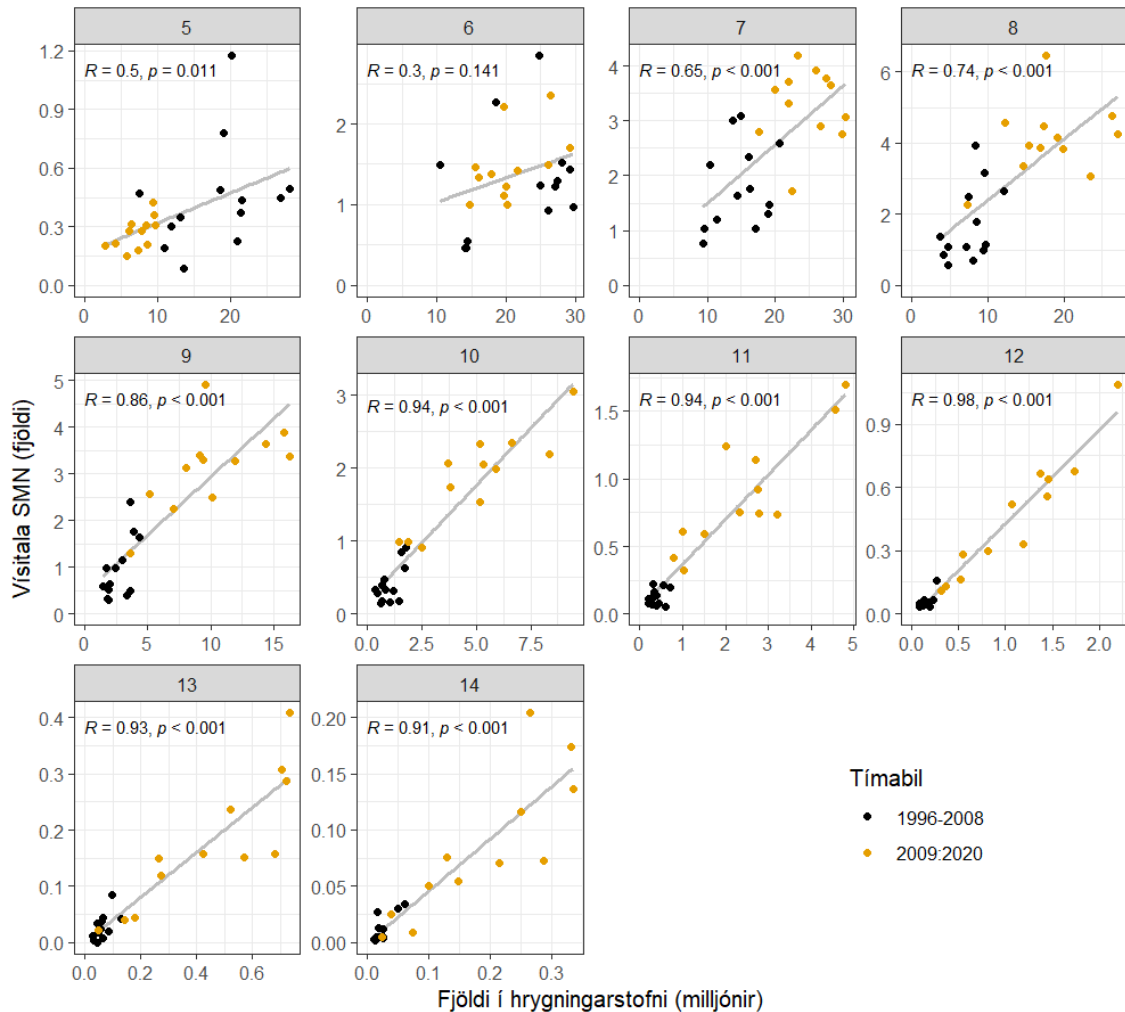 5
6
7
8
R = 0.5, p = 0.011
R = 0.3, p = 0.141
R = 0.65, p < 0.001
R = 0.74, p < 0.001
1.2
0.9
0.6
0.3
0.0
2
1
0
4
3
2
1
0
6
4
2
0
0 10 20
0 10 20 30
0 10 20 30
0 10 20
9
10
11
12
R = 0.86, p < 0.001
R = 0.94, p < 0.001
R = 0.94, p < 0.001
R = 0.98, p < 0.001
5
4
3
2
1
0
3
2
1
0
1.5
1.0
0.5
0.0
0.9
0.6
0.3
0.0
0 5 10 15
0.0 2.5 5.0 7.5
0 1 2 3 4 5
0.0 0.5 1.0 1.5 2.0
13
14
R = 0.93, p < 0.001
R = 0.91, p < 0.001
0.4
0.3
0.2
0.1
0.0
0.20
0.15
0.10
0.05
0.00
0.0 0.2 0.4 0.6
0.0 0.1 0.2 0.3
Vísitala SMN (fjöldi)
Fjöldi í hrygningarstofni (milljónir)
Tímabil
1996-2008
2009:2020